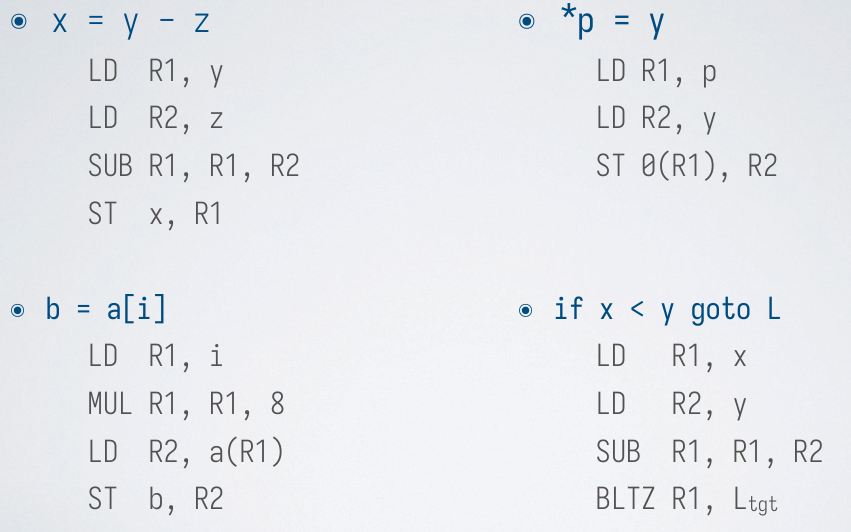 ◉ x = y - z
LD R1, y
LD R2, z
SUB R1, R1, R2
ST x, R1
◉ *p = y
LD R1, p
LD R2, y
ST 0(R1), R2
◉ b = a[i]
LD R1, i
MUL R1, R1, 8
LD R2, a(R1)
ST b, R2
◉ if x < y goto L
LD R1, x
LD R2, y
SUB R1, R1, R2
BLTZ R1, Ltgt